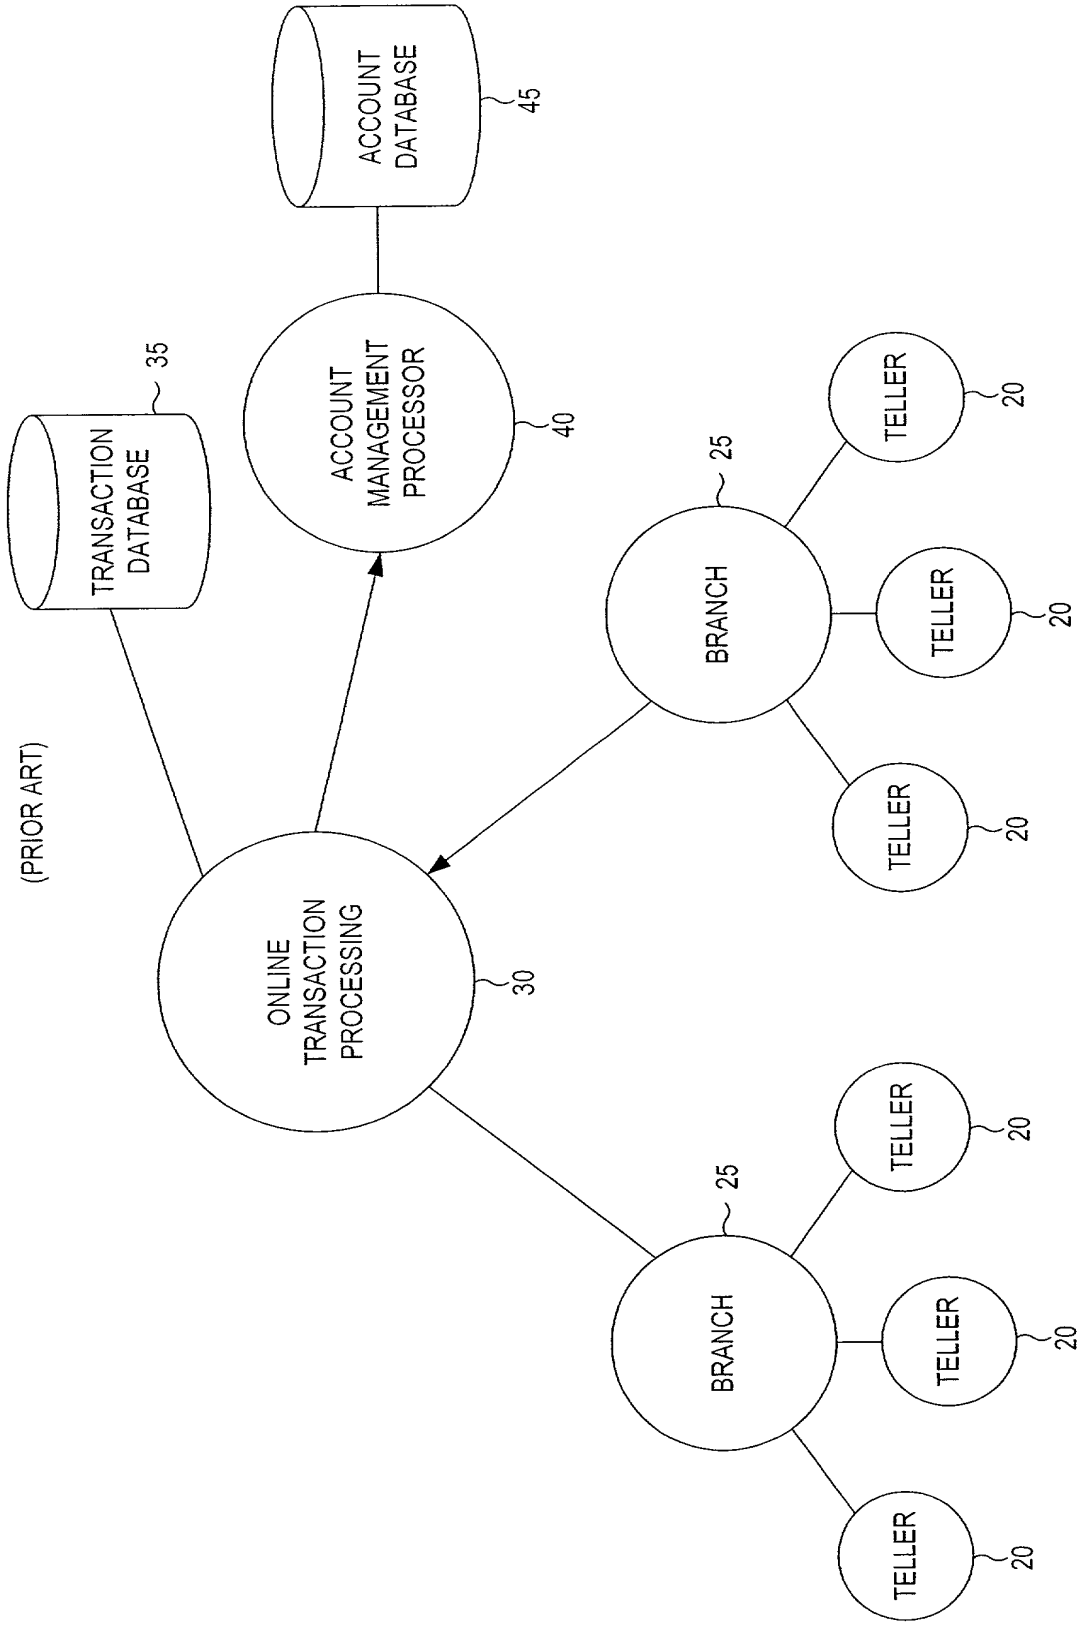 (PRIOR ART)
TRANSACTION
DATABASE
35
ACCOUNT
DATABASE
45
ACCOUNT
MANAGEMENT
PROCESSOR
40
ONLINE
TRANSACTION
PROCESSING
30
BRANCH
25
BRANCH
25
TELLER
20
TELLER
20
TELLER
20
TELLER
20
TELLER
20
TELLER
20